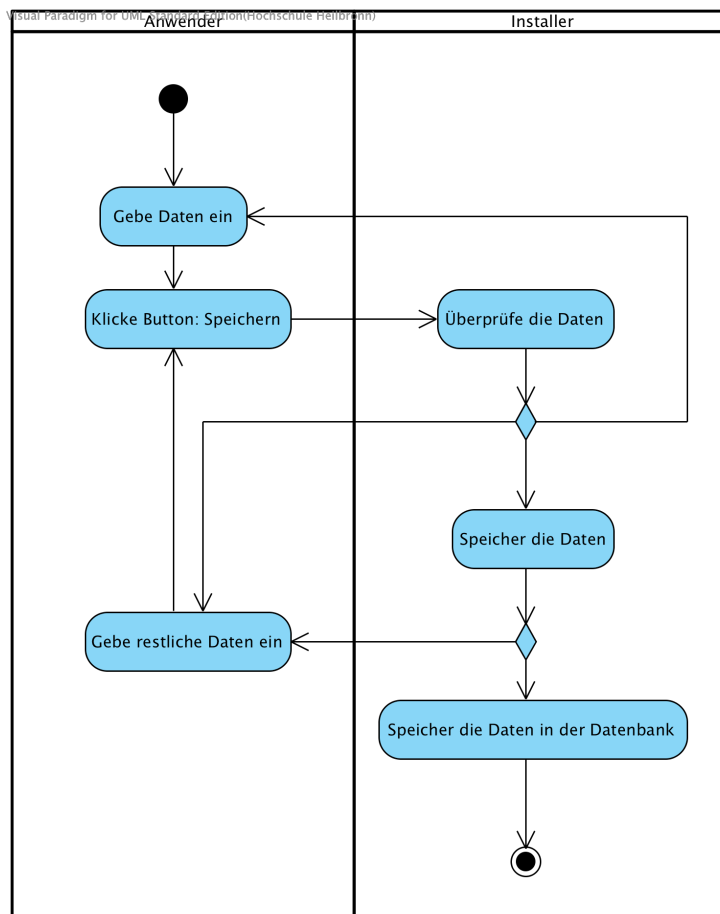 Visual Paradigm for UML Standard Edition(Hochschule Heilbronn)
Anwender
Installer
Gebe Daten ein
Klicke Button: Speichern
Überprüfe die Daten
Speicher die Daten
Gebe restliche Daten ein
Speicher die Daten in der Datenbank